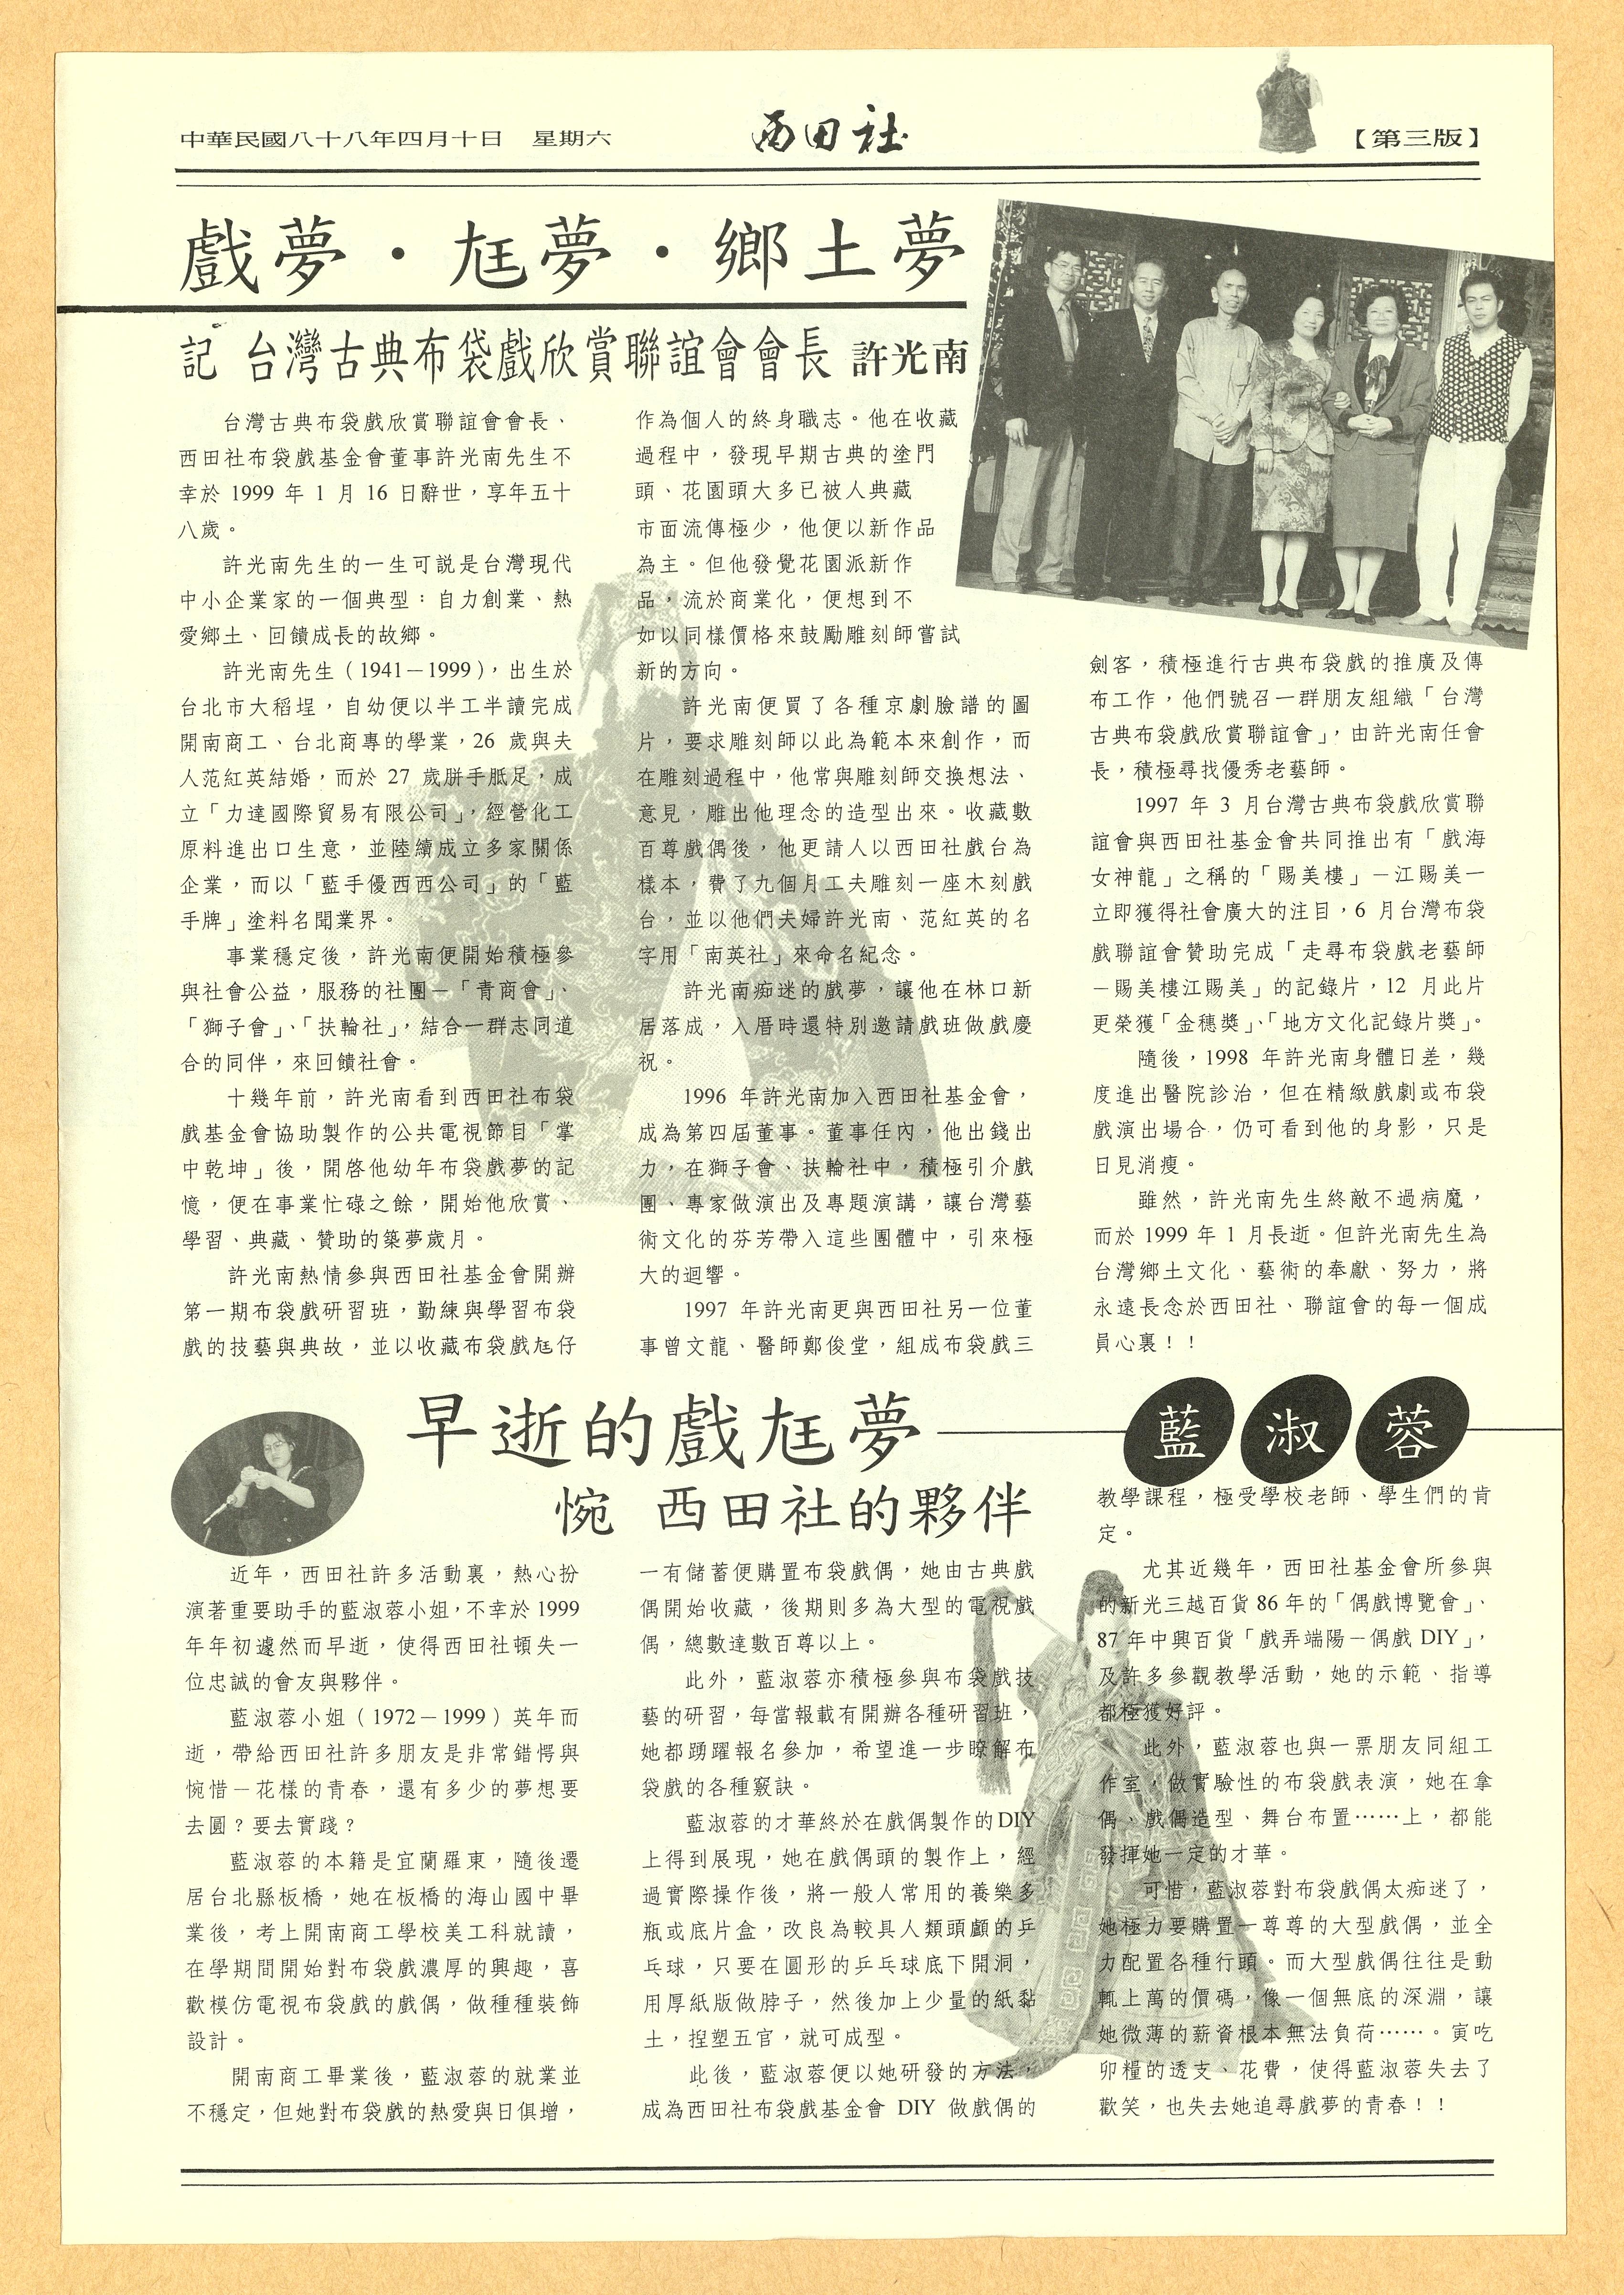 中華民國八十八年四月十日　星期六
西田社
【第三版】
戲夢・尪夢・鄉土夢
記 台灣古典布袋戲欣賞聯誼會會長 許光南
台灣古典布袋戲欣賞聯誼會會長、
西田社布袋戲基金會董事許光南先生不
幸於 1999 年 1 月 16 日辭世，享年五十
八歲。
許光南先生的一生可說是台灣現代
中小企業家的一個典型：自力創業、熱
愛鄉土、回饋成長的故鄉。
許光南先生（1941－1999），出生於
台北市大稻埕，自幼便以半工半讀完成
開南商工、台北商專的學業，26 歲與夫
人范紅英結婚，而於 27 歲胼手胝足，成
立「力達國際貿易有限公司」，經營化工
原料進出口生意，並陸續成立多家關係
企業，而以「藍手優西西公司」的「藍
手牌」塗料名聞業界。
事業穩定後，許光南便開始積極參
與社會公益，服務的社團－「青商會」、
「獅子會」、「扶輪社」，結合一群志同道
合的同伴，來回饋社會。
十幾年前，許光南看到西田社布袋
戲基金會協助製作的公共電視節目「掌
中乾坤」後，開啓他幼年布袋戲夢的記
憶，便在事業忙碌之餘，開始他欣賞、
學習、典藏、贊助的築夢歲月。
許光南熱情參與西田社基金會開辦
第一期布袋戲研習班，勤練與學習布袋
戲的技藝與典故，並以收藏布袋戲尪仔
作為個人的終身職志。他在收藏
過程中，發現早期古典的塗門
頭、花園頭大多已被人典藏
市面流傳極少，他便以新作品
為主。但他發覺花園派新作
品，流於商業化，便想到不
如以同樣價格來鼓勵雕刻師嘗試
新的方向。
許光南便買了各種京劇臉譜的圖
片，要求雕刻師以此為範本來創作，而
在雕刻過程中，他常與雕刻師交換想法、
意見，雕出他理念的造型出來。收藏數
百尊戲偶後，他更請人以西田社戲台為
樣本，費了九個月工夫雕刻一座木刻戲
台，並以他們夫婦許光南、范紅英的名
字用「南英社」來命名紀念。
許光南痴迷的戲夢，讓他在林口新
居落成，入厝時還特別邀請戲班做戲慶
祝。
1996 年許光南加入西田社基金會，
成為第四屆董事。董事任內，他出錢出
力，在獅子會、扶輪社中，積極引介戲
團、專家做演出及專題演講，讓台灣藝
術文化的芬芳帶入這些團體中，引來極
大的迴響。
1997 年許光南更與西田社另一位董
事曾文龍、醫師鄭俊堂，組成布袋戲三
劍客，積極進行古典布袋戲的推廣及傳
布工作，他們號召一群朋友組織「台灣
古典布袋戲欣賞聯誼會」，由許光南任會
長，積極尋找優秀老藝師。
1997 年 3 月台灣古典布袋戲欣賞聯
誼會與西田社基金會共同推出有「戲海
女神龍」之稱的「賜美樓」－江賜美一
立即獲得社會廣大的注目，6 月台灣布袋
戲聯誼會贊助完成「走尋布袋戲老藝師
－賜美樓江賜美」的記錄片，12 月此片
更榮獲「金穗獎」、「地方文化記錄片獎」。
隨後，1998 年許光南身體日差，幾
度進出醫院診治，但在精緻戲劇或布袋
戲演出場合，仍可看到他的身影，只是
日見消瘦。
雖然，許光南先生終敵不過病魔，
而於 1999 年 1 月長逝。但許光南先生為
台灣鄉土文化、藝術的奉獻、努力，將
永遠長念於西田社、聯誼會的每一個成
員心裏！！
早逝的戲尪夢
藍淑蓉
惋 西田社的夥伴
近年，西田社許多活動裏，熱心扮
演著重要助手的藍淑蓉小姐，不幸於 1999
年年初遽然而早逝，使得西田社頓失一
位忠誠的會友與夥伴。
藍淑蓉小姐（1972－1999）英年而
逝，帶給西田社許多朋友是非常錯愕與
惋惜－花樣的青春，還有多少的夢想要
去圓？要去實踐？
藍淑蓉的本籍是宜蘭羅東，隨後遷
居台北縣板橋，她在板橋的海山國中畢
業後，考上開南商工學校美工科就讀，
在學期間開始對布袋戲濃厚的興趣，喜
歡模仿電視布袋戲的戲偶，做種種裝飾
設計。
開南商工畢業後，藍淑蓉的就業並
不穩定，但她對布袋戲的熱愛與日俱增，
一有儲蓄便購置布袋戲偶，她由古典戲
偶開始收藏，後期則多為大型的電視戲
偶，總數達數百尊以上。
此外，藍淑蓉亦積極參與布袋戲技
藝的研習，每當報載有開辦各種研習班，
她都踴躍報名參加，希望進一步瞭解布
袋戲的各種竅訣。
藍淑蓉的才華終於在戲偶製作的DIY
上得到展現，她在戲偶頭的製作上，經
過實際操作後，將一般人常用的養樂多
瓶或底片盒，改良為較具人類頭顱的乒
乓球，只要在圓形的乒乓球底下開洞，
用厚紙版做脖子，然後加上少量的紙黏
土，捏塑五官，就可成型。
此後，藍淑蓉便以她研發的方法，
成為西田社布袋戲基金會 DIY 做戲偶的
教學課程，極受學校老師、學生們的肯
定。
尤其近幾年，西田社基金會所參與
的新光三越百貨 86 年的「偶戲博覽會」、
87 年中興百貨「戲弄端陽－偶戲 DIY」，
及許多參觀教學活動，她的示範、指導
都極獲好評。
此外，藍淑蓉也與一票朋友同組工
作室，做實驗性的布袋戲表演，她在拿
偶、戲偶造型、舞台布置……上，都能
發揮她一定的才華。
可惜，藍淑蓉對布袋戲偶太痴迷了，
她極力要購置一尊尊的大型戲偶，並全
力配置各種行頭。而大型戲偶往往是動
輒上萬的價碼，像一個無底的深淵，讓
她微薄的薪資根本無法負荷……。寅吃
卯糧的透支、花費，使得藍淑蓉失去了
歡笑，也失去她追尋戲夢的青春！！